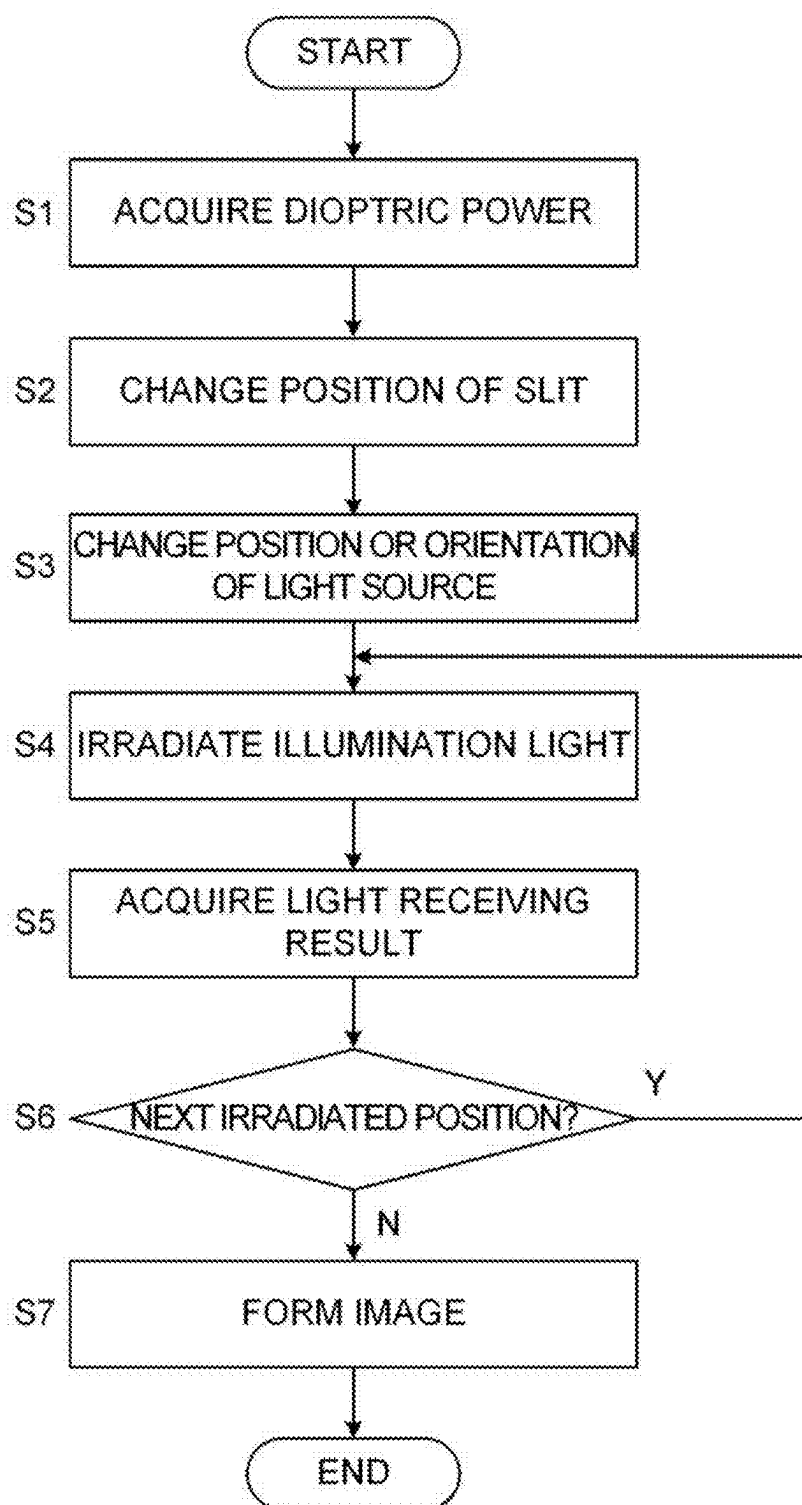 START
S1
ACQUIRE DIOPTRIC POWER
S2
CHANGE POSITION OF SLIT
S3
CHANGE POSITION OR ORIENTATION
OF LIGHT SOURCE
S4
IRRADIATE ILLUMINATION LIGHT
S5
ACQUIRE LIGHT RECEIVING
RESULT
S6
NEXT IRRADIATED POSITION?
Y
N
S7
FORM IMAGE
END